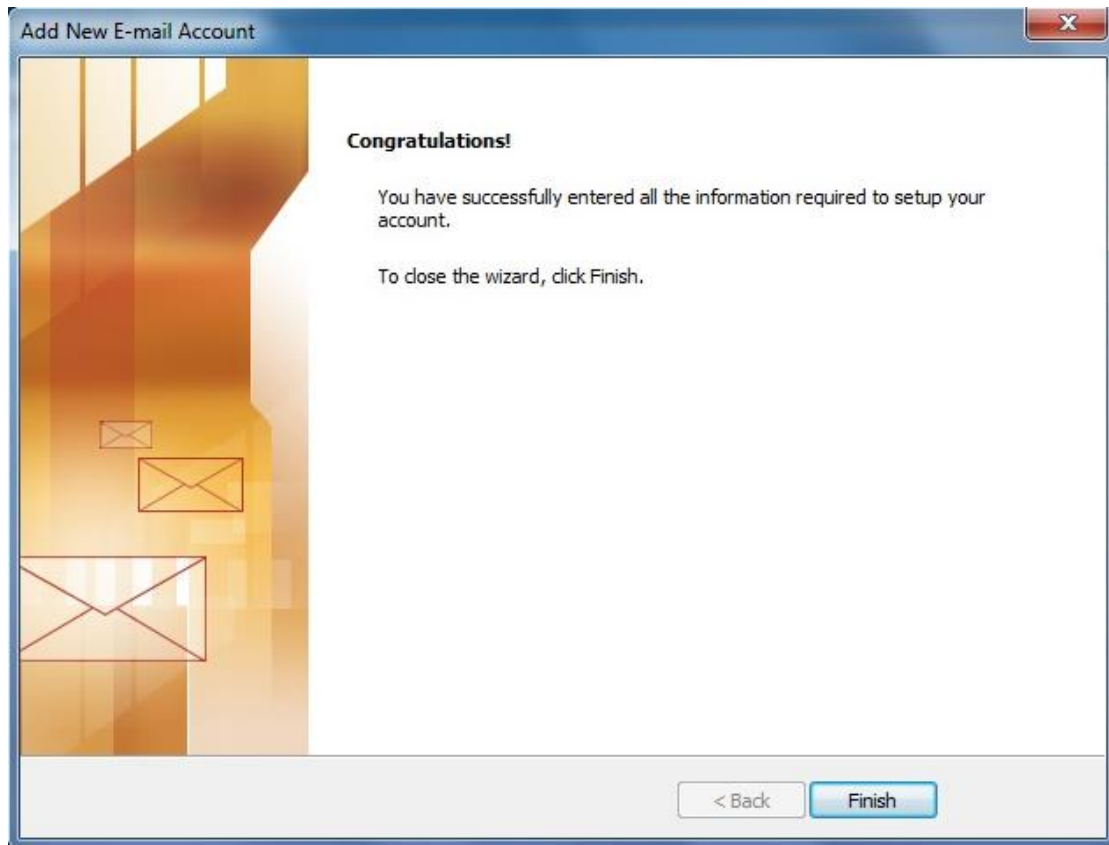 Add New E-mail Account
X
Congratulations!
You have successfully entered all the information required to setup your
account.
To close the wizard, click Finish.
< Back
Finish